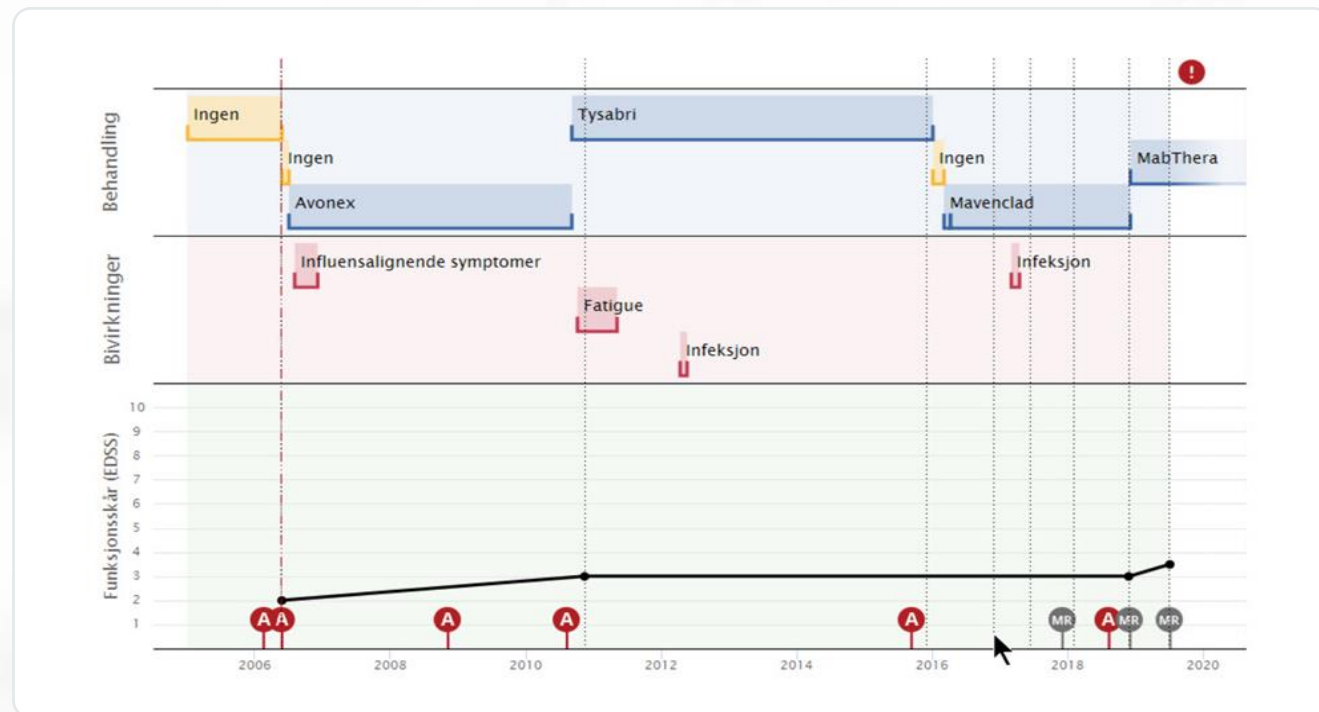 !
Behandling
Ingen
Tysabri
Ingen
Ingen
MabThera
Avonex
Mavenclad
Bivirkninger
Influensalignende symptomer
Infeksjon
Fatigue
Infeksjon
Funksjonsskår (EDSS)
10
9
8
7
6
5
4
3
2
1
A A A A A MR A MR MR
2006 2008 2010 2012 2014 2016 2018 2020